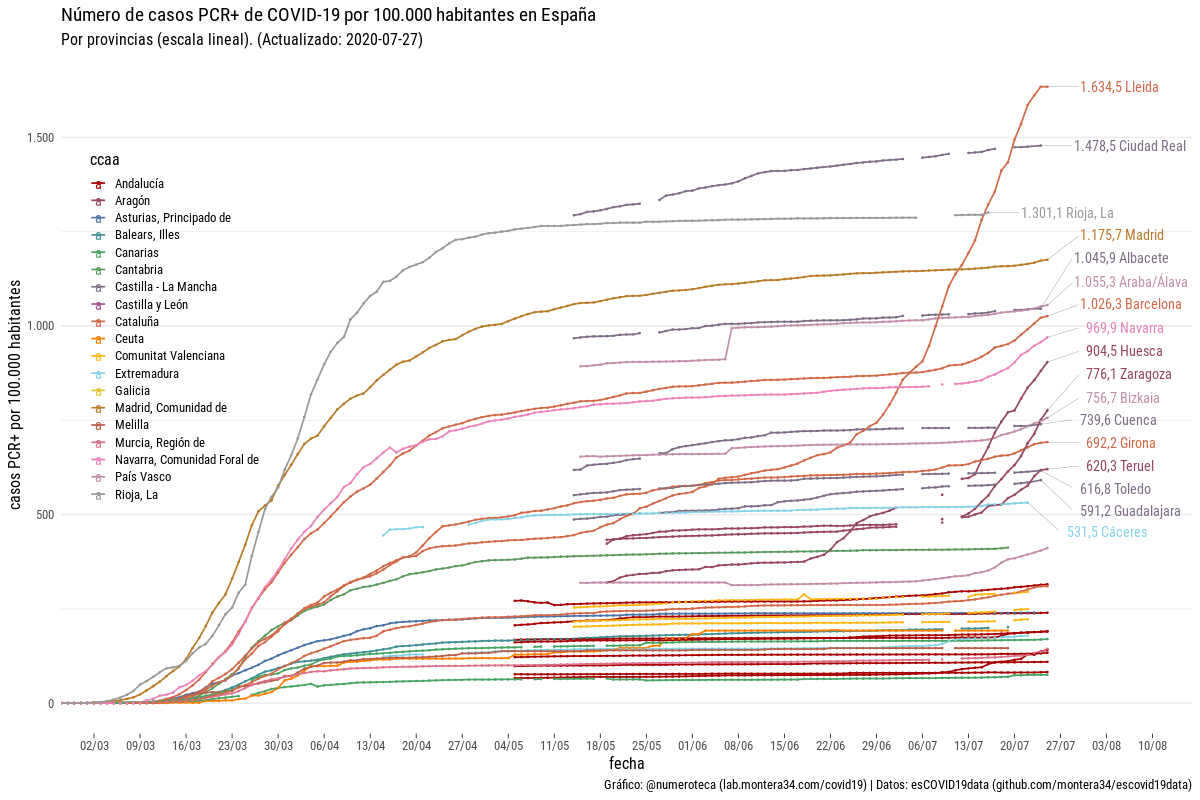 Número de casos PCR+ de COVID-19 por 100.000 habitantes en España
Por provincias (escala lineal). (Actualizado: 2020-07-27)
casos PCR+ por 100.000 habitantes
1.500
1.000
500
0
ccaa
a Andalucía
a Aragón
a Asturias, Principado de
a Balears, Illes
a Canarias
a Cantabria
a Castilla - La Mancha
a Castilla y León
a Cataluña
a Ceuta
a Comunitat Valenciana
a Extremadura
a Galicia
a Madrid, Comunidad de
a Melilla
a Murcia, Región de
a Navarra, Comunidad Foral de
a País Vasco
a Rioja, La
1.634,5 Lleida
1.478,5 Ciudad Real
1.301,1 Rioja, La
1.175,7 Madrid
1.045,9 Albacete
1.055,3 Araba/Álava
1.026,3 Barcelona
969,9 Navarra
904,5 Huesca
776,1 Zaragoza
756,7 Bizkaia
739,6 Cuenca
692,2 Girona
620,3 Teruel
616,8 Toledo
591,2 Guadalajara
531,5 Cáceres
02/03 09/03 16/03 23/03 30/03 06/04 13/04 20/04 27/04 04/05 11/05 18/05 25/05 01/06 08/06 15/06 22/06 29/06 06/07 13/07 20/07 27/07 03/08 10/08
fecha
Gráfico: @numeroteca (lab.montera34.com/covid19) | Datos: esCOVID19data (github.com/montera34/escovid19data)